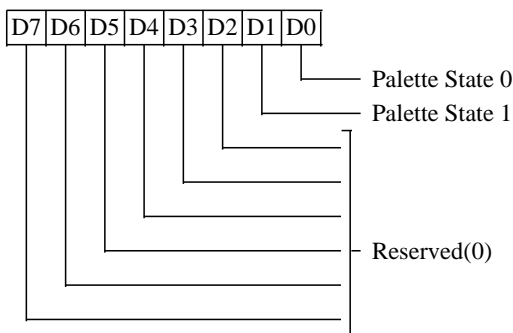 D7 D6 D5 D4 D3 D2 D1 D0
Palette State 0
Palette State 1
Reserved(0)